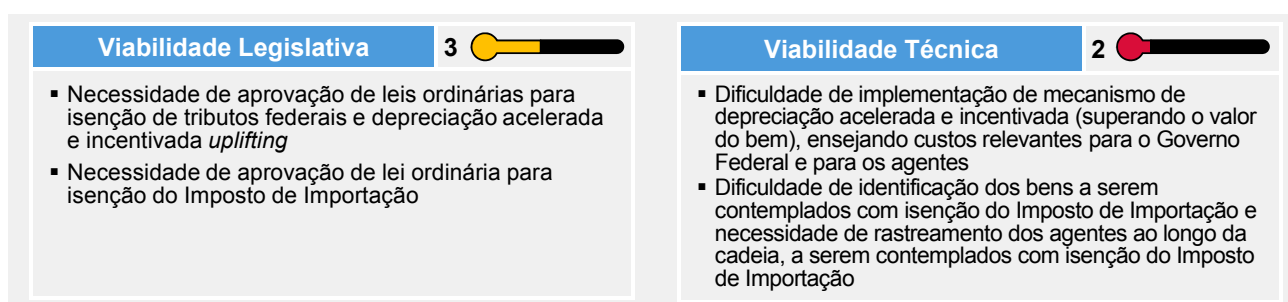 Viabilidade Legislativa 3
▪ Necessidade de aprovação de leis ordinárias para
isenção de tributos federais e depreciação acelerada
e incentivada uplifting
▪ Necessidade de aprovação de lei ordinária para
isenção do Imposto de Importação
Viabilidade Técnica 2
▪ Dificuldade de implementação de mecanismo de
depreciação acelerada e incentivada (superando o valor
do bem), ensejando custos relevantes para o Governo
Federal e para os agentes
▪ Dificuldade de identificação dos bens a serem
contemplados com isenção do Imposto de Importação e
necessidade de rastreamento dos agentes ao longo da
cadeia, a serem contemplados com isenção do Imposto
de Importação